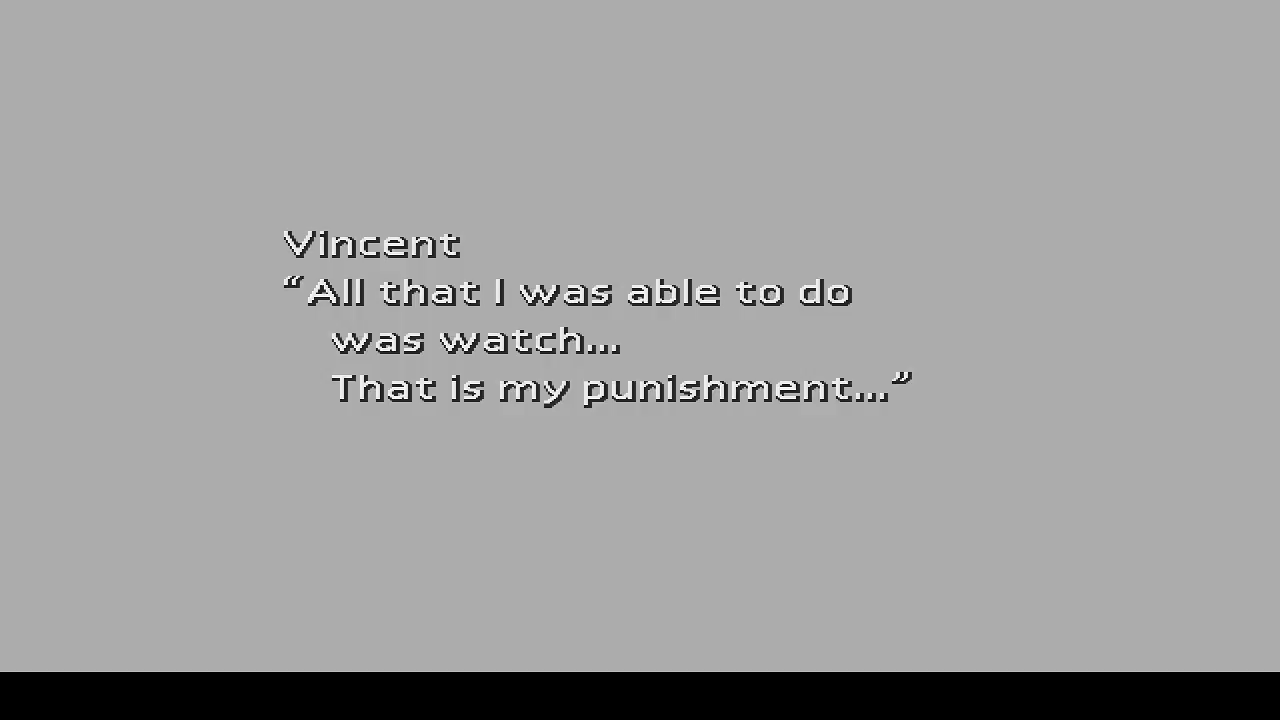 Vincent
“All that I was able to do
was watch...
That is my punishment...”